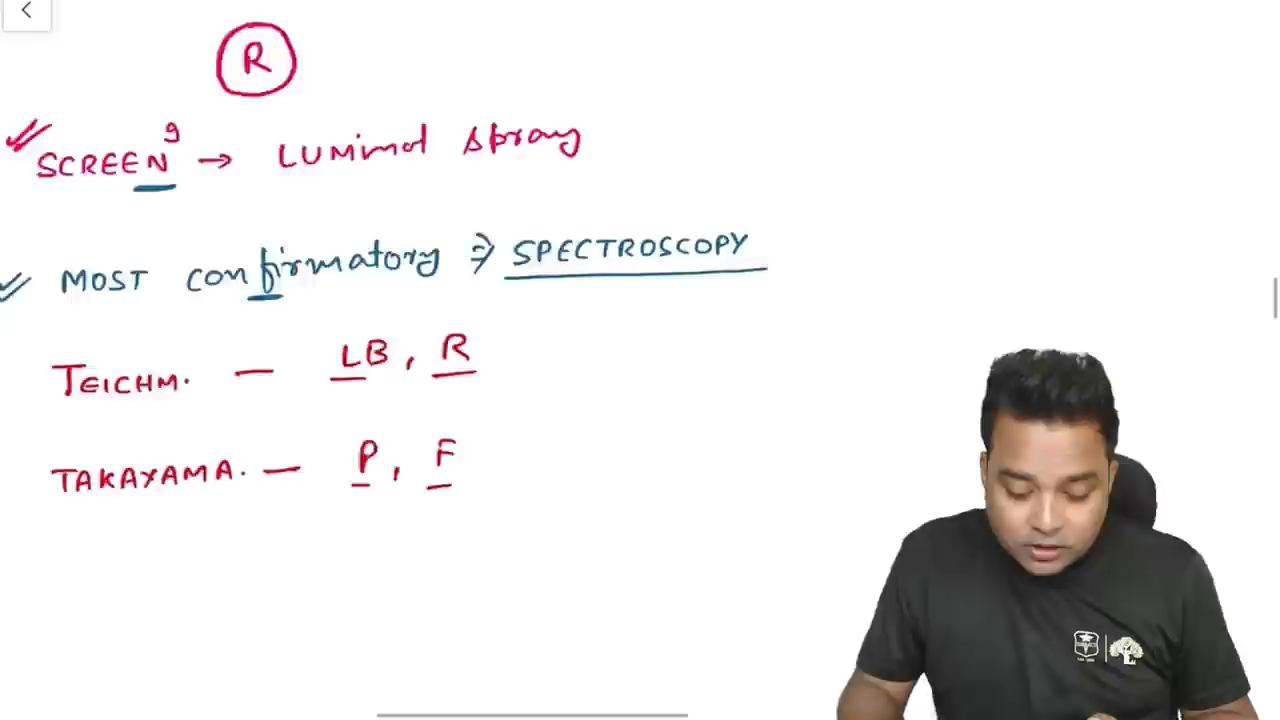 R
SCREENg → LUMINOL spray
MOST confirmatory ⇒ SPECTROSCOPY
TEICHM. — LB, R
TAKAYAMA. — P, F